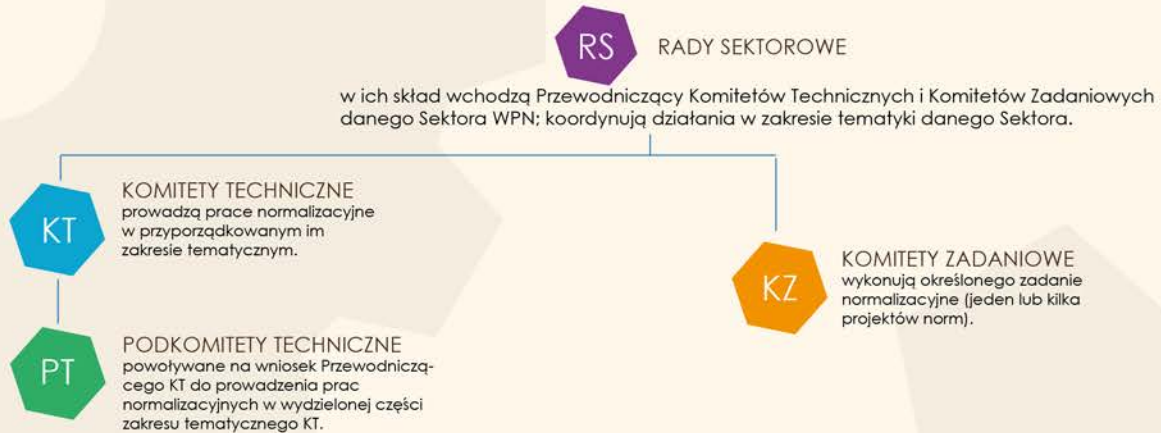 RS
RADY SEKTOROWE
w ich skład wchodzą Przewodniczący Komitetów Technicznych i Komitetów Zadaniowych
danego Sektora WPN; koordynują działania w zakresie tematyki danego Sektora.
KT
KOMITETY TECHNICZNE
prowadzą prace normalizacyjne
w przyporządkowanym im
zakresie tematycznym.
KZ
KOMITETY ZADANIOWE
wykonują określonego zadanie
normalizacyjne (jeden lub kilka
projektów norm).
PT
PODKOMITETY TECHNICZNE
powoływane na wniosek Przewodniczą-
cego KT do prowadzenia prac
normalizacyjnych w wydzielonej części
zakresu tematycznego KT.